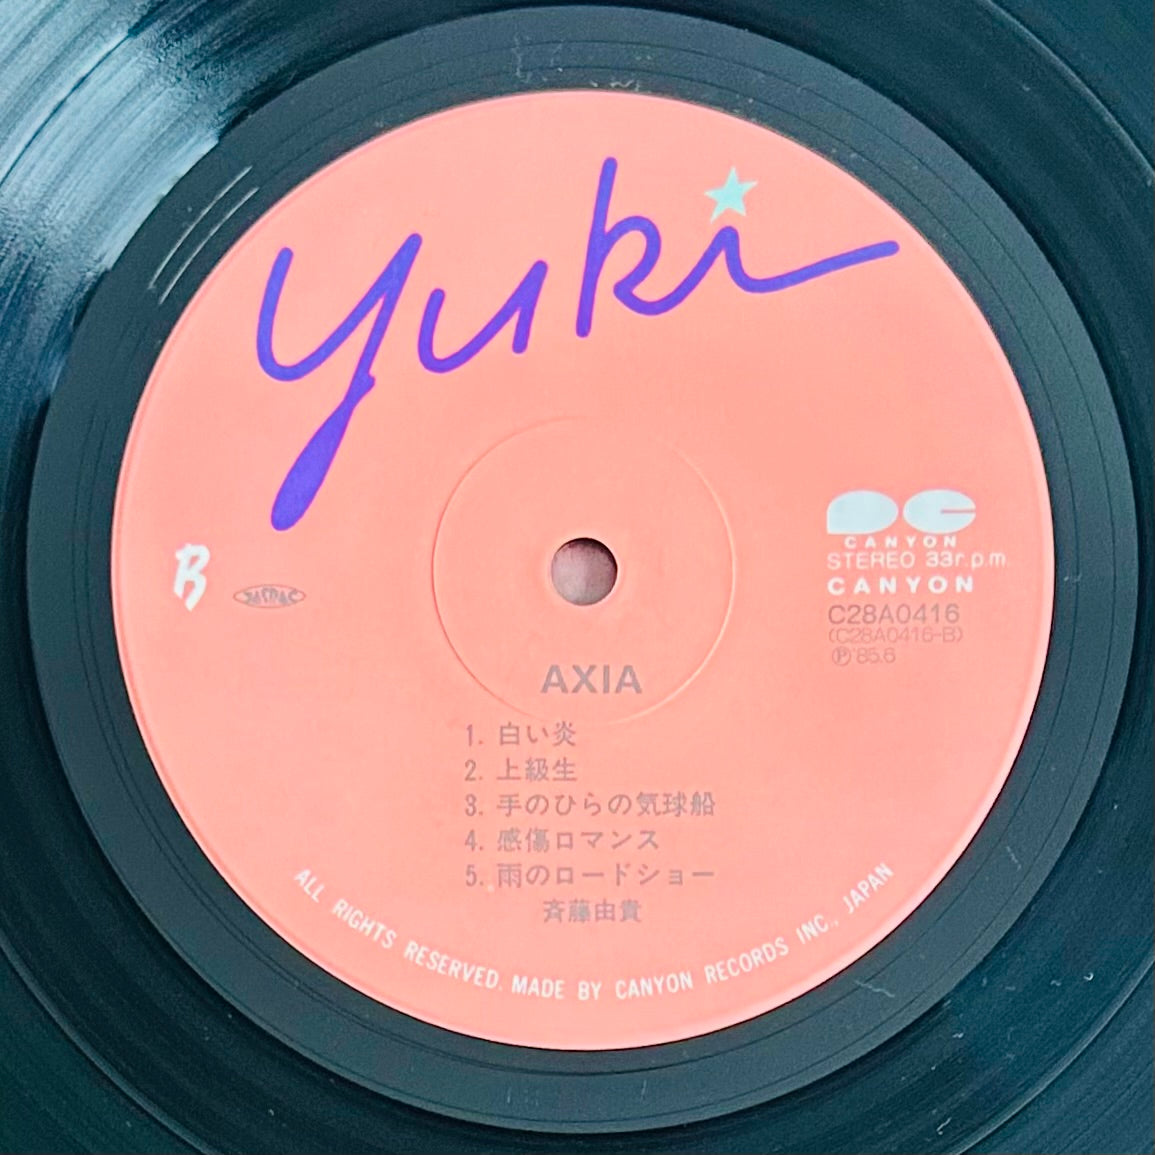 yuki
B
JASRAC
CANYON
STEREO 33r.p.m.
CANYON
C28A0416
(C28A0416-B)
Ⓟ'85.6
AXIA
1. 白い炎
2. 上級生
3. 手のひらの気球船
4. 感傷ロマンス
5. 雨のロードショー
斉藤由貴
ALL RIGHTS RESERVED. MADE BY CANYON RECORDS INC., JAPAN